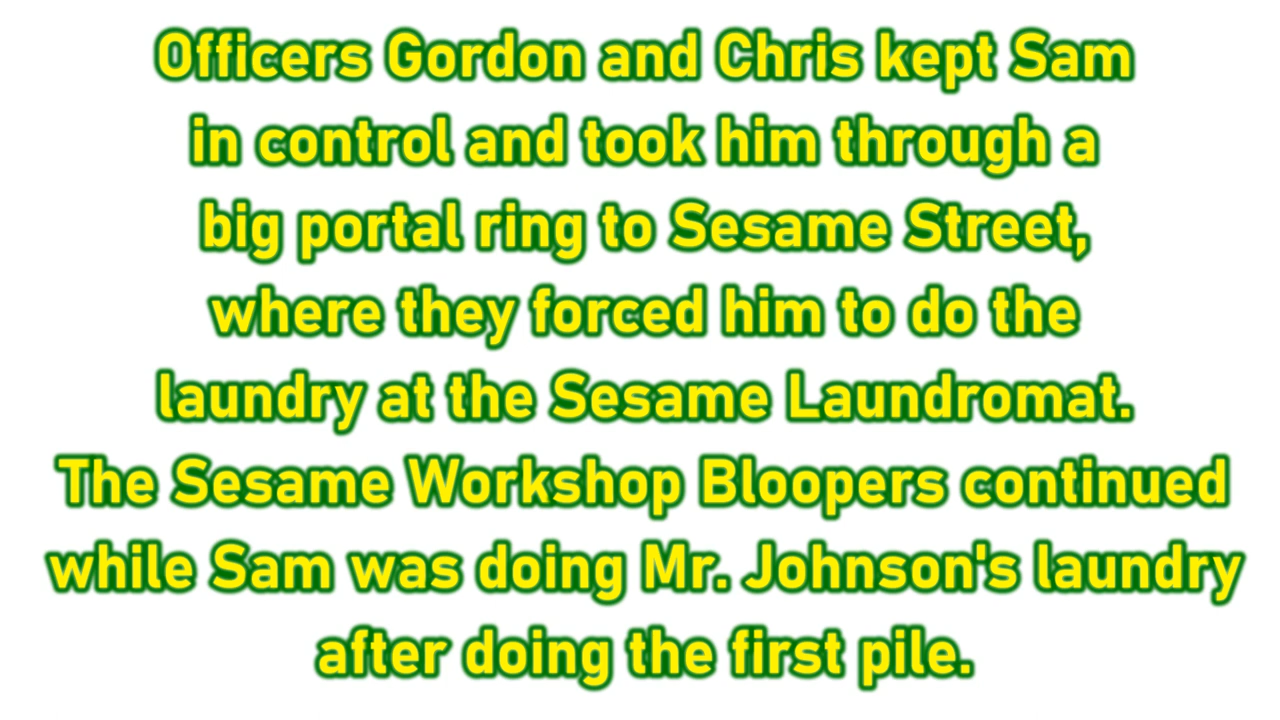 Officers Gordon and Chris kept Sam
in control and took him through a
big portal ring to Sesame Street,
where they forced him to do the
laundry at the Sesame Laundromat.
The Sesame Workshop Bloopers continued
while Sam was doing Mr. Johnson's laundry
after doing the first pile.